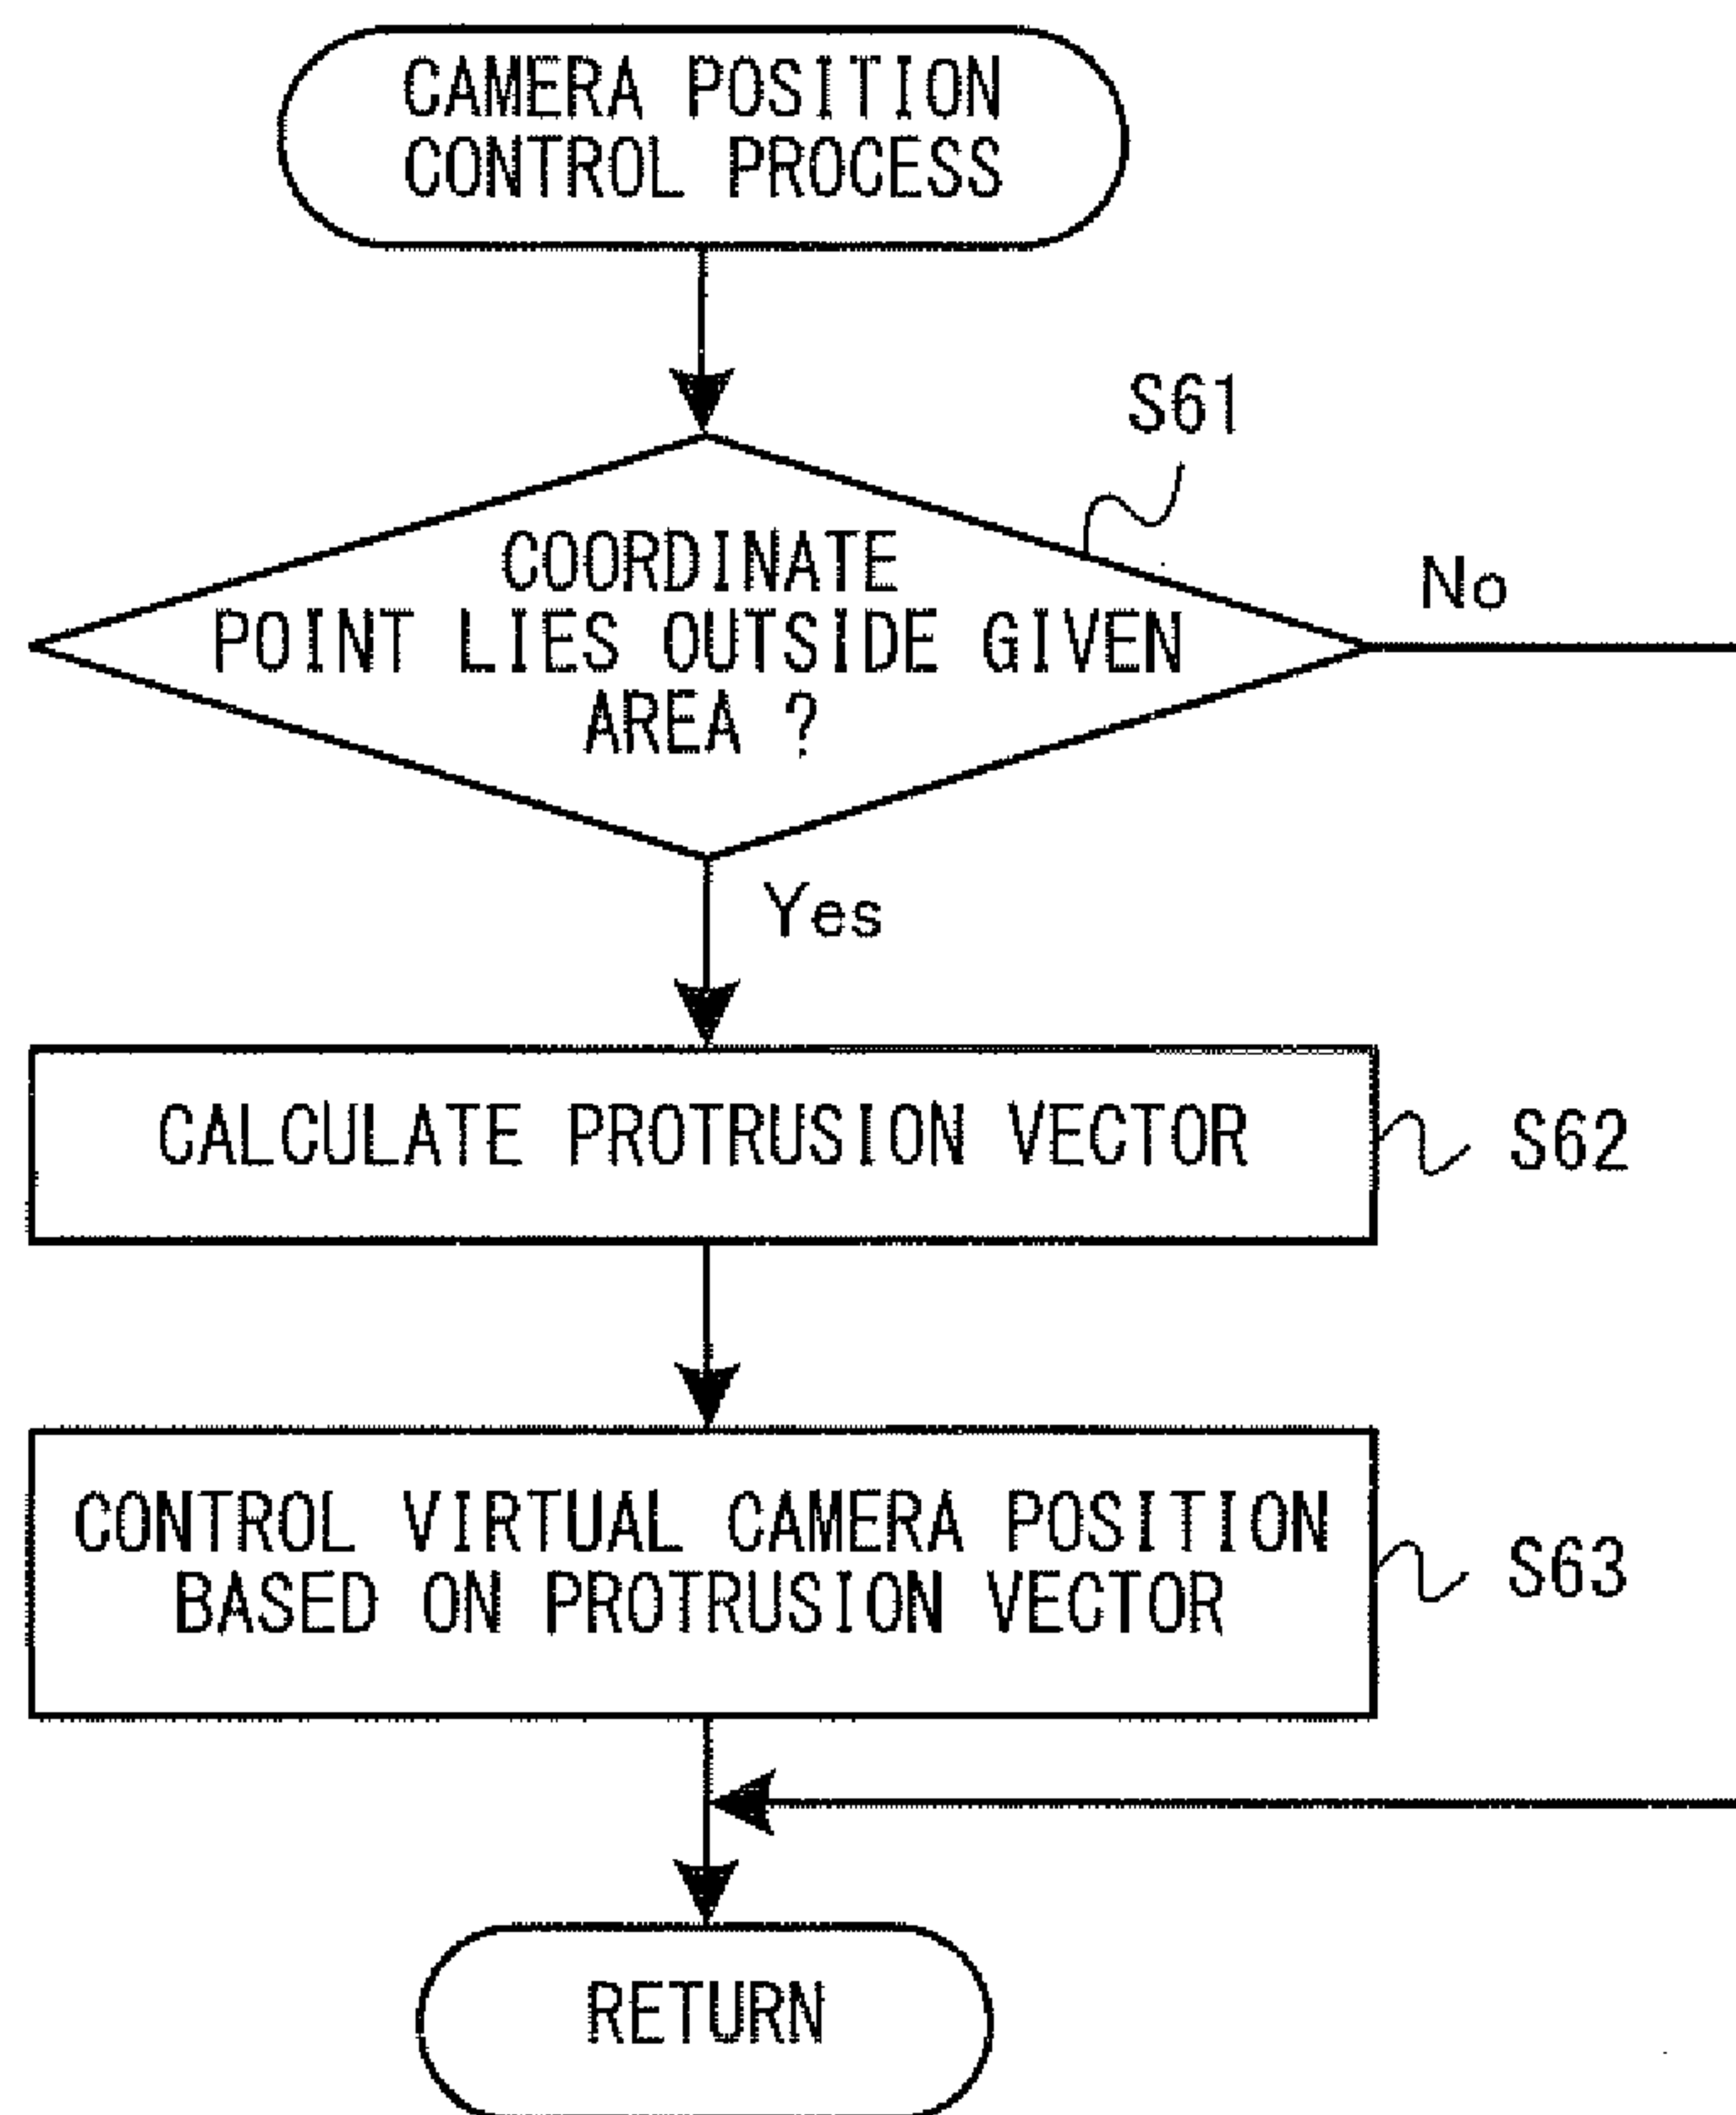 CAMERA POSITION
CONTROL PROCESS
S61
COORDINATE
POINT LIES OUTSIDE GIVEN
AREA ?
No
Yes
CALCULATE PROTRUSION VECTOR
S62
CONTROL VIRTUAL CAMERA POSITION
BASED ON PROTRUSION VECTOR
S63
RETURN